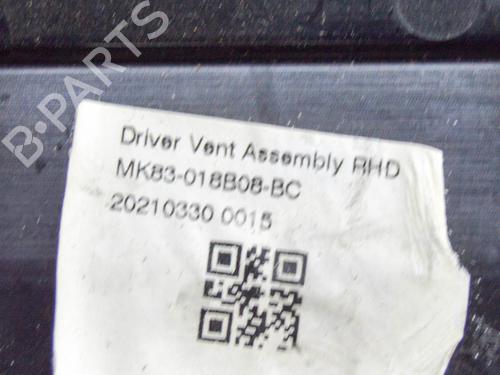 B-PARTS
Driver Vent Assembly RHD
MK83-018B08-BC
20210330 0015